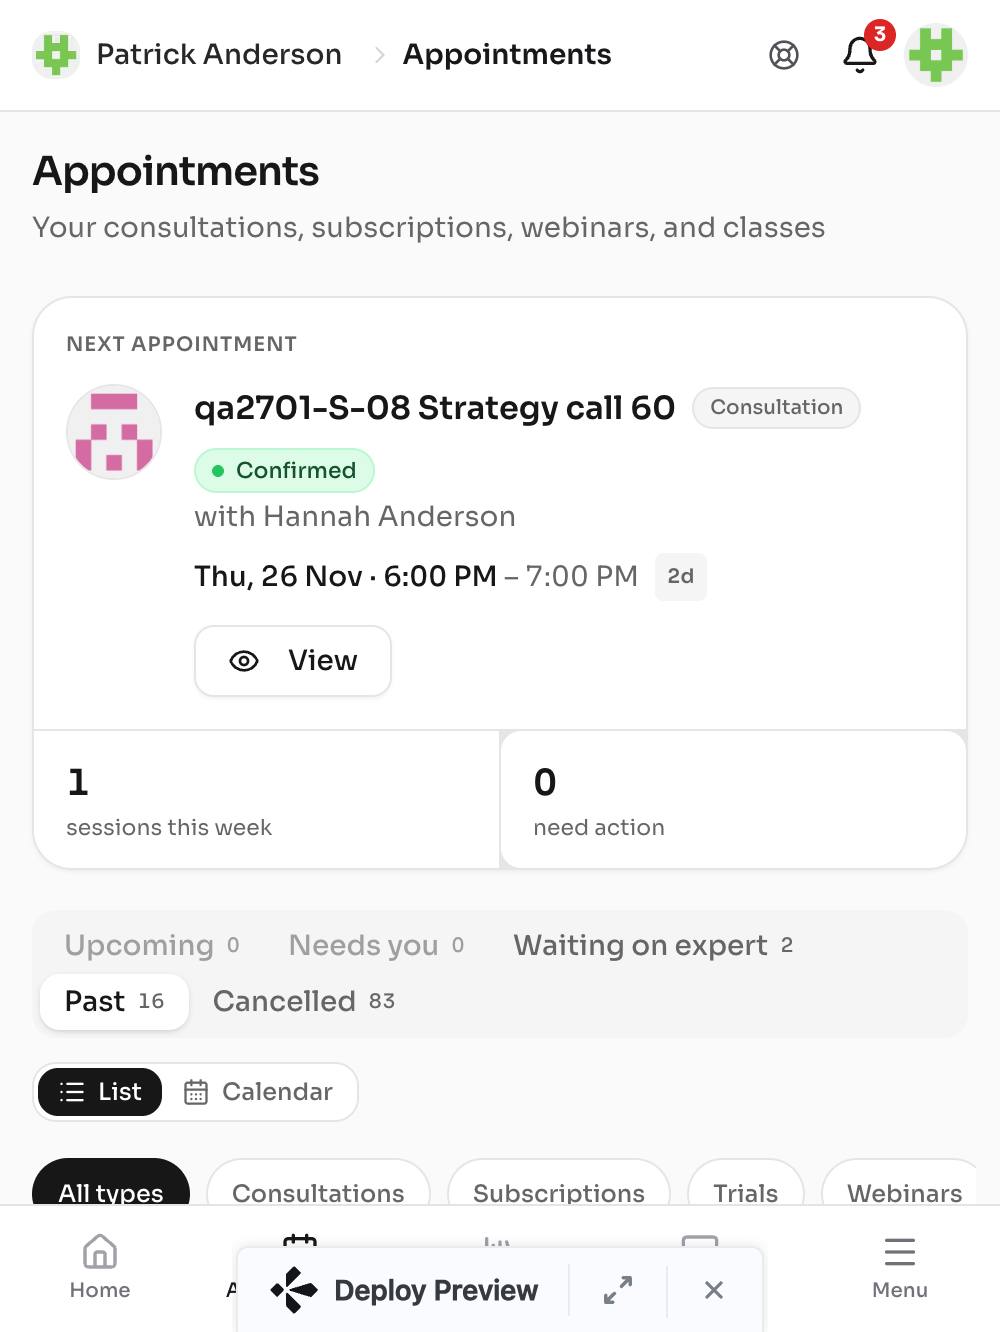 Patrick Anderson > Appointments
3
Appointments
Your consultations, subscriptions, webinars, and classes
NEXT APPOINTMENT
qa2701-S-08 Strategy call 60 Consultation
Confirmed
with Hannah Anderson
Thu, 26 Nov · 6:00 PM – 7:00 PM 2d
View
1
sessions this week
0
need action
Upcoming 0 Needs you 0 Waiting on expert 2
Past 16 Cancelled 83
List Calendar
All types Consultations Subscriptions Trials Webinars
Home Menu
Deploy Preview